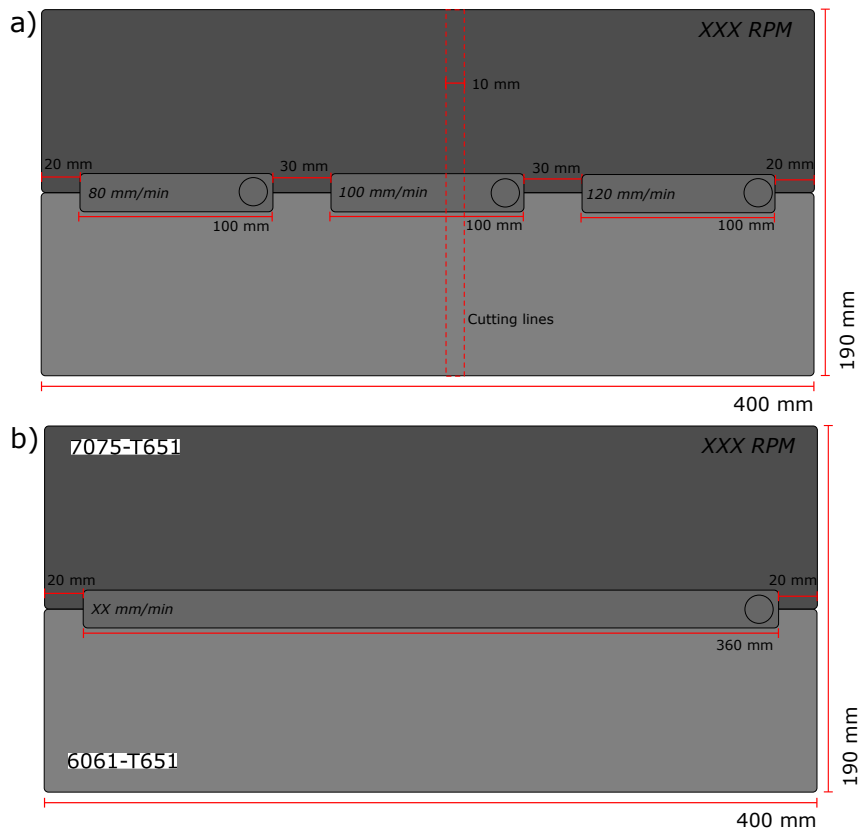 a)
XXX RPM
10 mm
20 mm
30 mm
30 mm
20 mm
80 mm/min
100 mm/min
120 mm/min
100 mm
100 mm
100 mm
Cutting lines
190 mm
400 mm
b)
7075-T651
XXX RPM
20 mm
20 mm
XX mm/min
360 mm
6061-T651
190 mm
400 mm